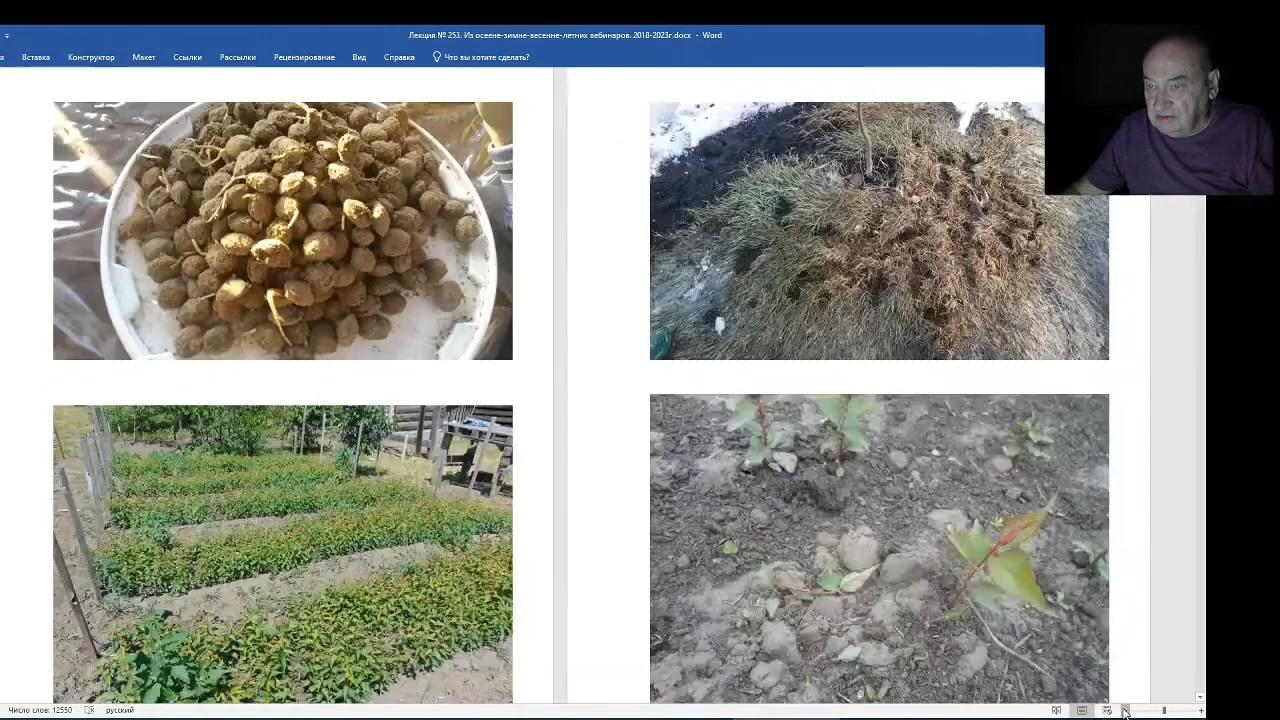 Лекция № 253. Из осеене-зимне-весенне-летних вебинаров. 2018-2023г.docx - Word
я Вставка Конструктор Макет Ссылки Рассылки Рецензирование Вид Справка Что вы хотите сделать?
Число слов: 12550 русский